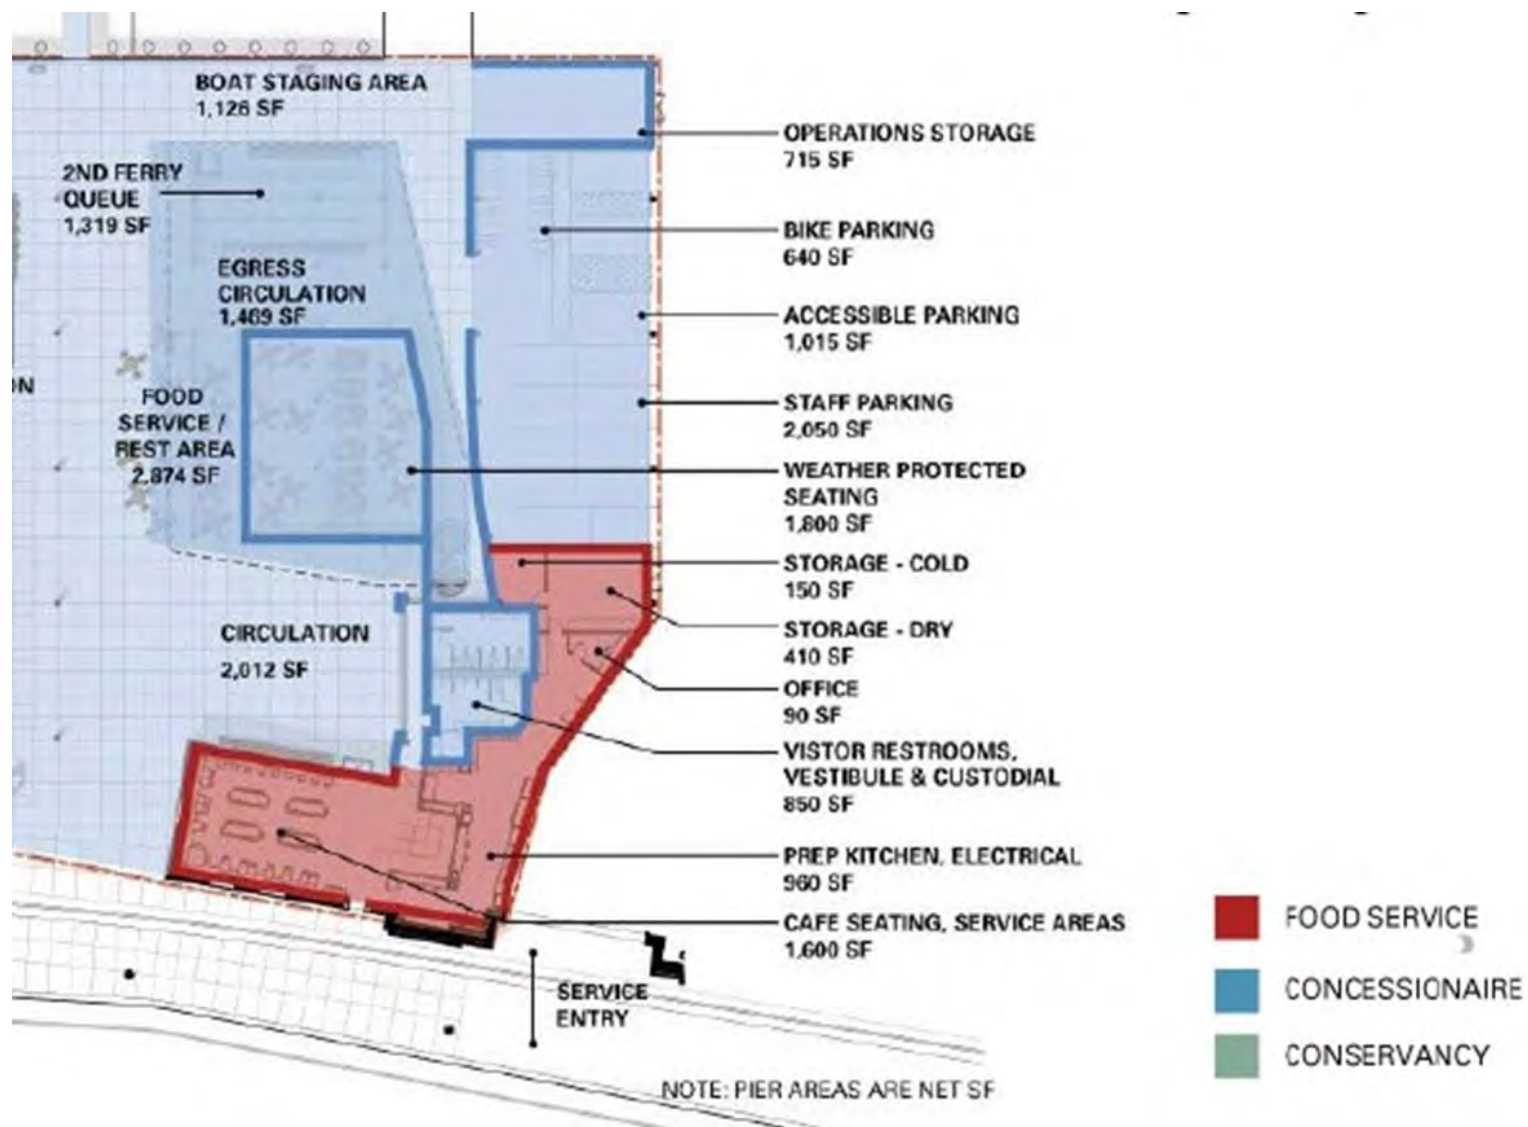 BOAT STAGING AREA
1,126 SF
2ND FERRY
QUEUE
1,319 SF
EGRESS
CIRCULATION
1,469 SF
ON
FOOD
SERVICE /
REST AREA
2,874 SF
CIRCULATION
2,012 SF
OPERATIONS STORAGE
715 SF
BIKE PARKING
640 SF
ACCESSIBLE PARKING
1,015 SF
STAFF PARKING
2,050 SF
WEATHER PROTECTED
SEATING
1,800 SF
STORAGE - COLD
150 SF
STORAGE - DRY
410 SF
OFFICE
90 SF
VISTOR RESTROOMS,
VESTIBULE & CUSTODIAL
850 SF
PREP KITCHEN, ELECTRICAL
960 SF
CAFE SEATING, SERVICE AREAS
1,600 SF
SERVICE
ENTRY
NOTE: PIER AREAS ARE NET SF
FOOD SERVICE
CONCESSIONAIRE
CONSERVANCY